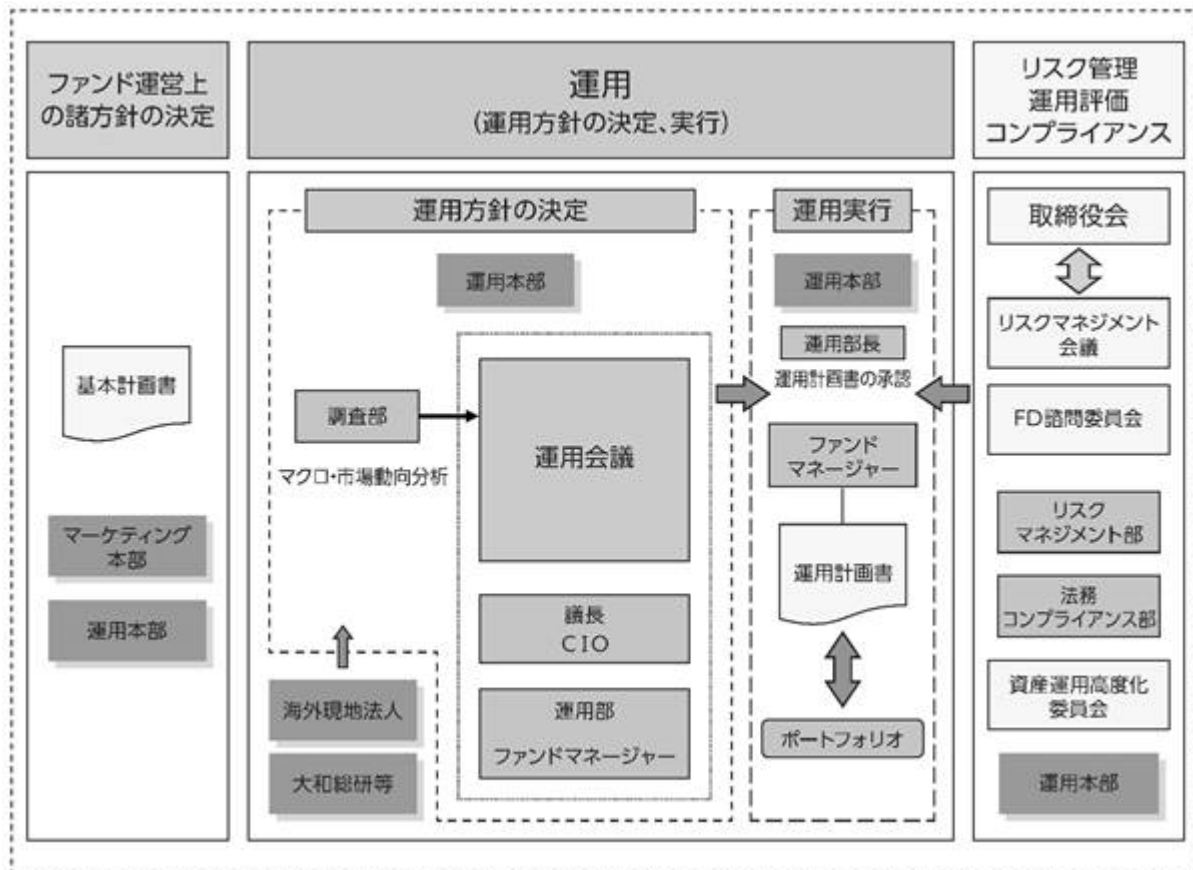 ファンド運営上
の諸方針の決定
運用
(運用方針の決定、実行)
リスク管理
運用評価
コンプライアンス
基本計画書
マーケティング
本部
運用本部
運用方針の決定
運用本部
調査部
マクロ・市場動向分析
運用会議
議長
CIO
運用部
ファンドマネージャー
海外現地法人
大和総研等
運用実行
運用本部
運用部長
運用計画書の承認
ファンド
マネージャー
運用計画書
ポートフォリオ
取締役会
リスクマネジメント
会議
FD諮問委員会
リスク
マネジメント部
法務
コンプライアンス部
資産運用高度化
委員会
運用本部